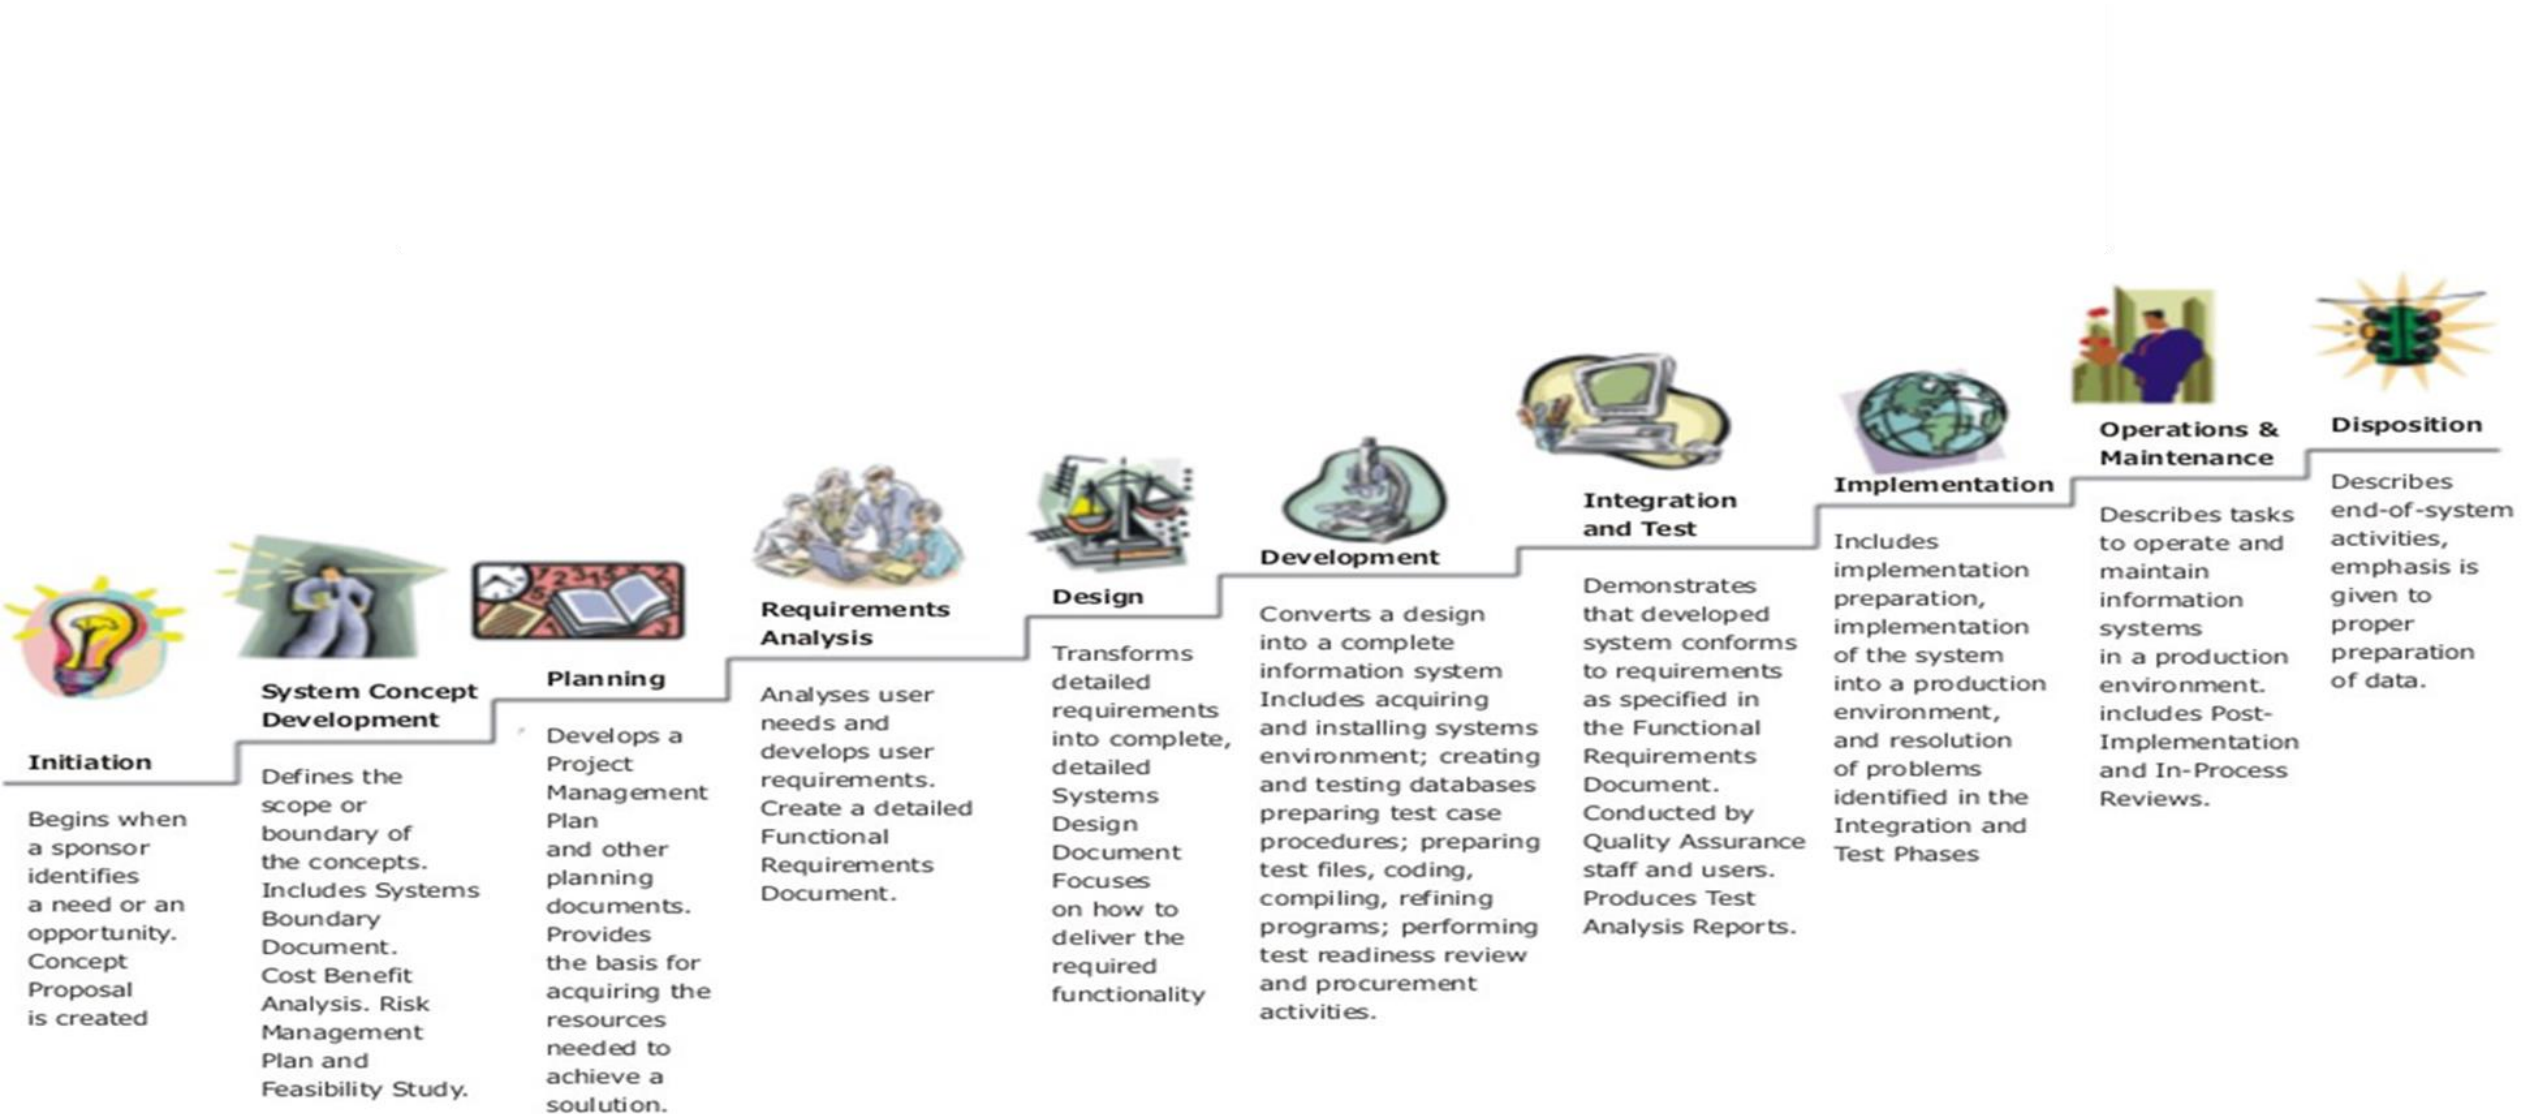 Initiation
Begins when
a sponsor
identifies
a need or an
opportunity.
Concept
Proposal
is created
System Concept
Development
Defines the
scope or
boundary of
the concepts.
Includes Systems
Boundary
Document.
Cost Benefit
Analysis. Risk
Management
Plan and
Feasibility Study.
Planning
Develops a
Project
Management
Plan
and other
planning
documents.
Provides
the basis for
acquiring the
resources
needed to
achieve a
soulution.
Requirements
Analysis
Analyses user
needs and
develops user
requirements.
Create a detailed
Functional
Requirements
Document.
Design
Transforms
detailed
requirements
into complete,
detailed
Systems
Design
Document
Focuses
on how to
deliver the
required
functionality
Development
Converts a design
into a complete
information system
Includes acquiring
and installing systems
environment; creating
and testing databases
preparing test case
procedures; preparing
test files, coding,
compiling, refining
programs; performing
test readiness review
and procurement
activities.
Integration
and Test
Demonstrates
that developed
system conforms
to requirements
as specified in
the Functional
Requirements
Document.
Conducted by
Quality Assurance
staff and users.
Produces Test
Analysis Reports.
Implementation
Includes
implementation
preparation,
implementation
of the system
into a production
environment,
and resolution
of problems
identified in the
Integration and
Test Phases
Operations &
Maintenance
Describes tasks
to operate and
maintain
information
systems
in a production
environment.
includes Post-
Implementation
and In-Process
Reviews.
Disposition
Describes
end-of-system
activities,
emphasis is
given to
proper
preparation
of data.